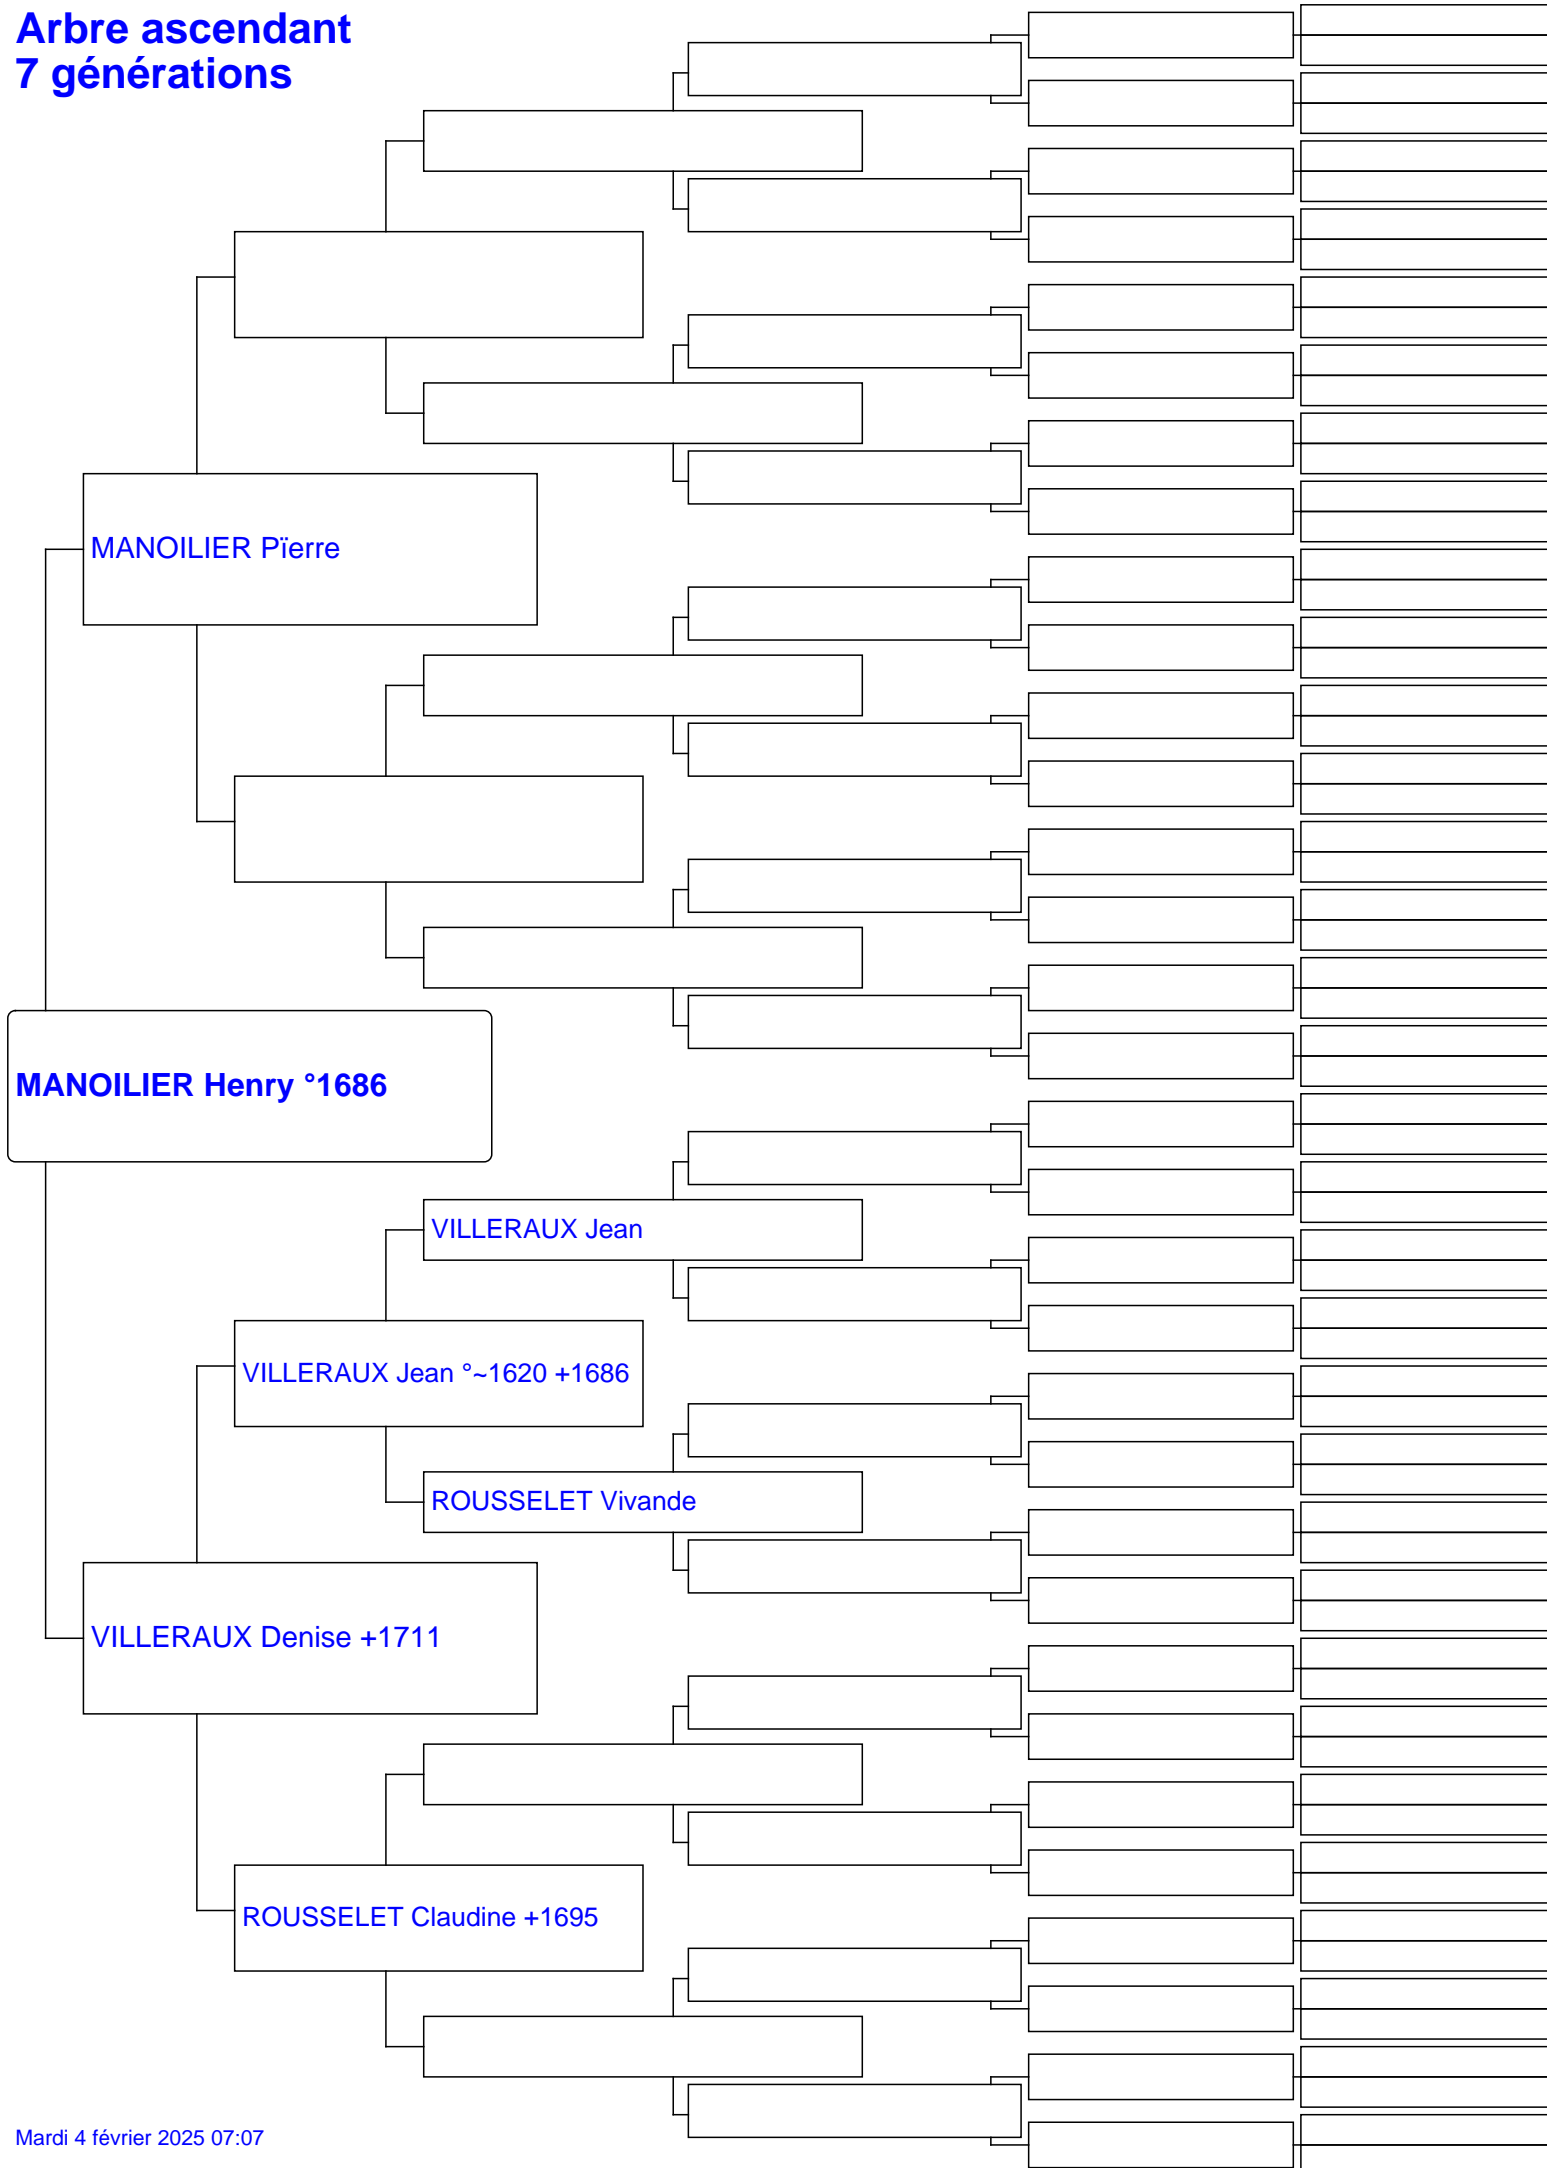 Arbre ascendant
7 générations
MANOILIER Pïerre
MANOILIER Henry °1686
VILLERAUX Jean
VILLERAUX Jean °~1620 +1686
ROUSSELET Vivande
VILLERAUX Denise +1711
ROUSSELET Claudine +1695
Mardi 4 février 2025 07:07